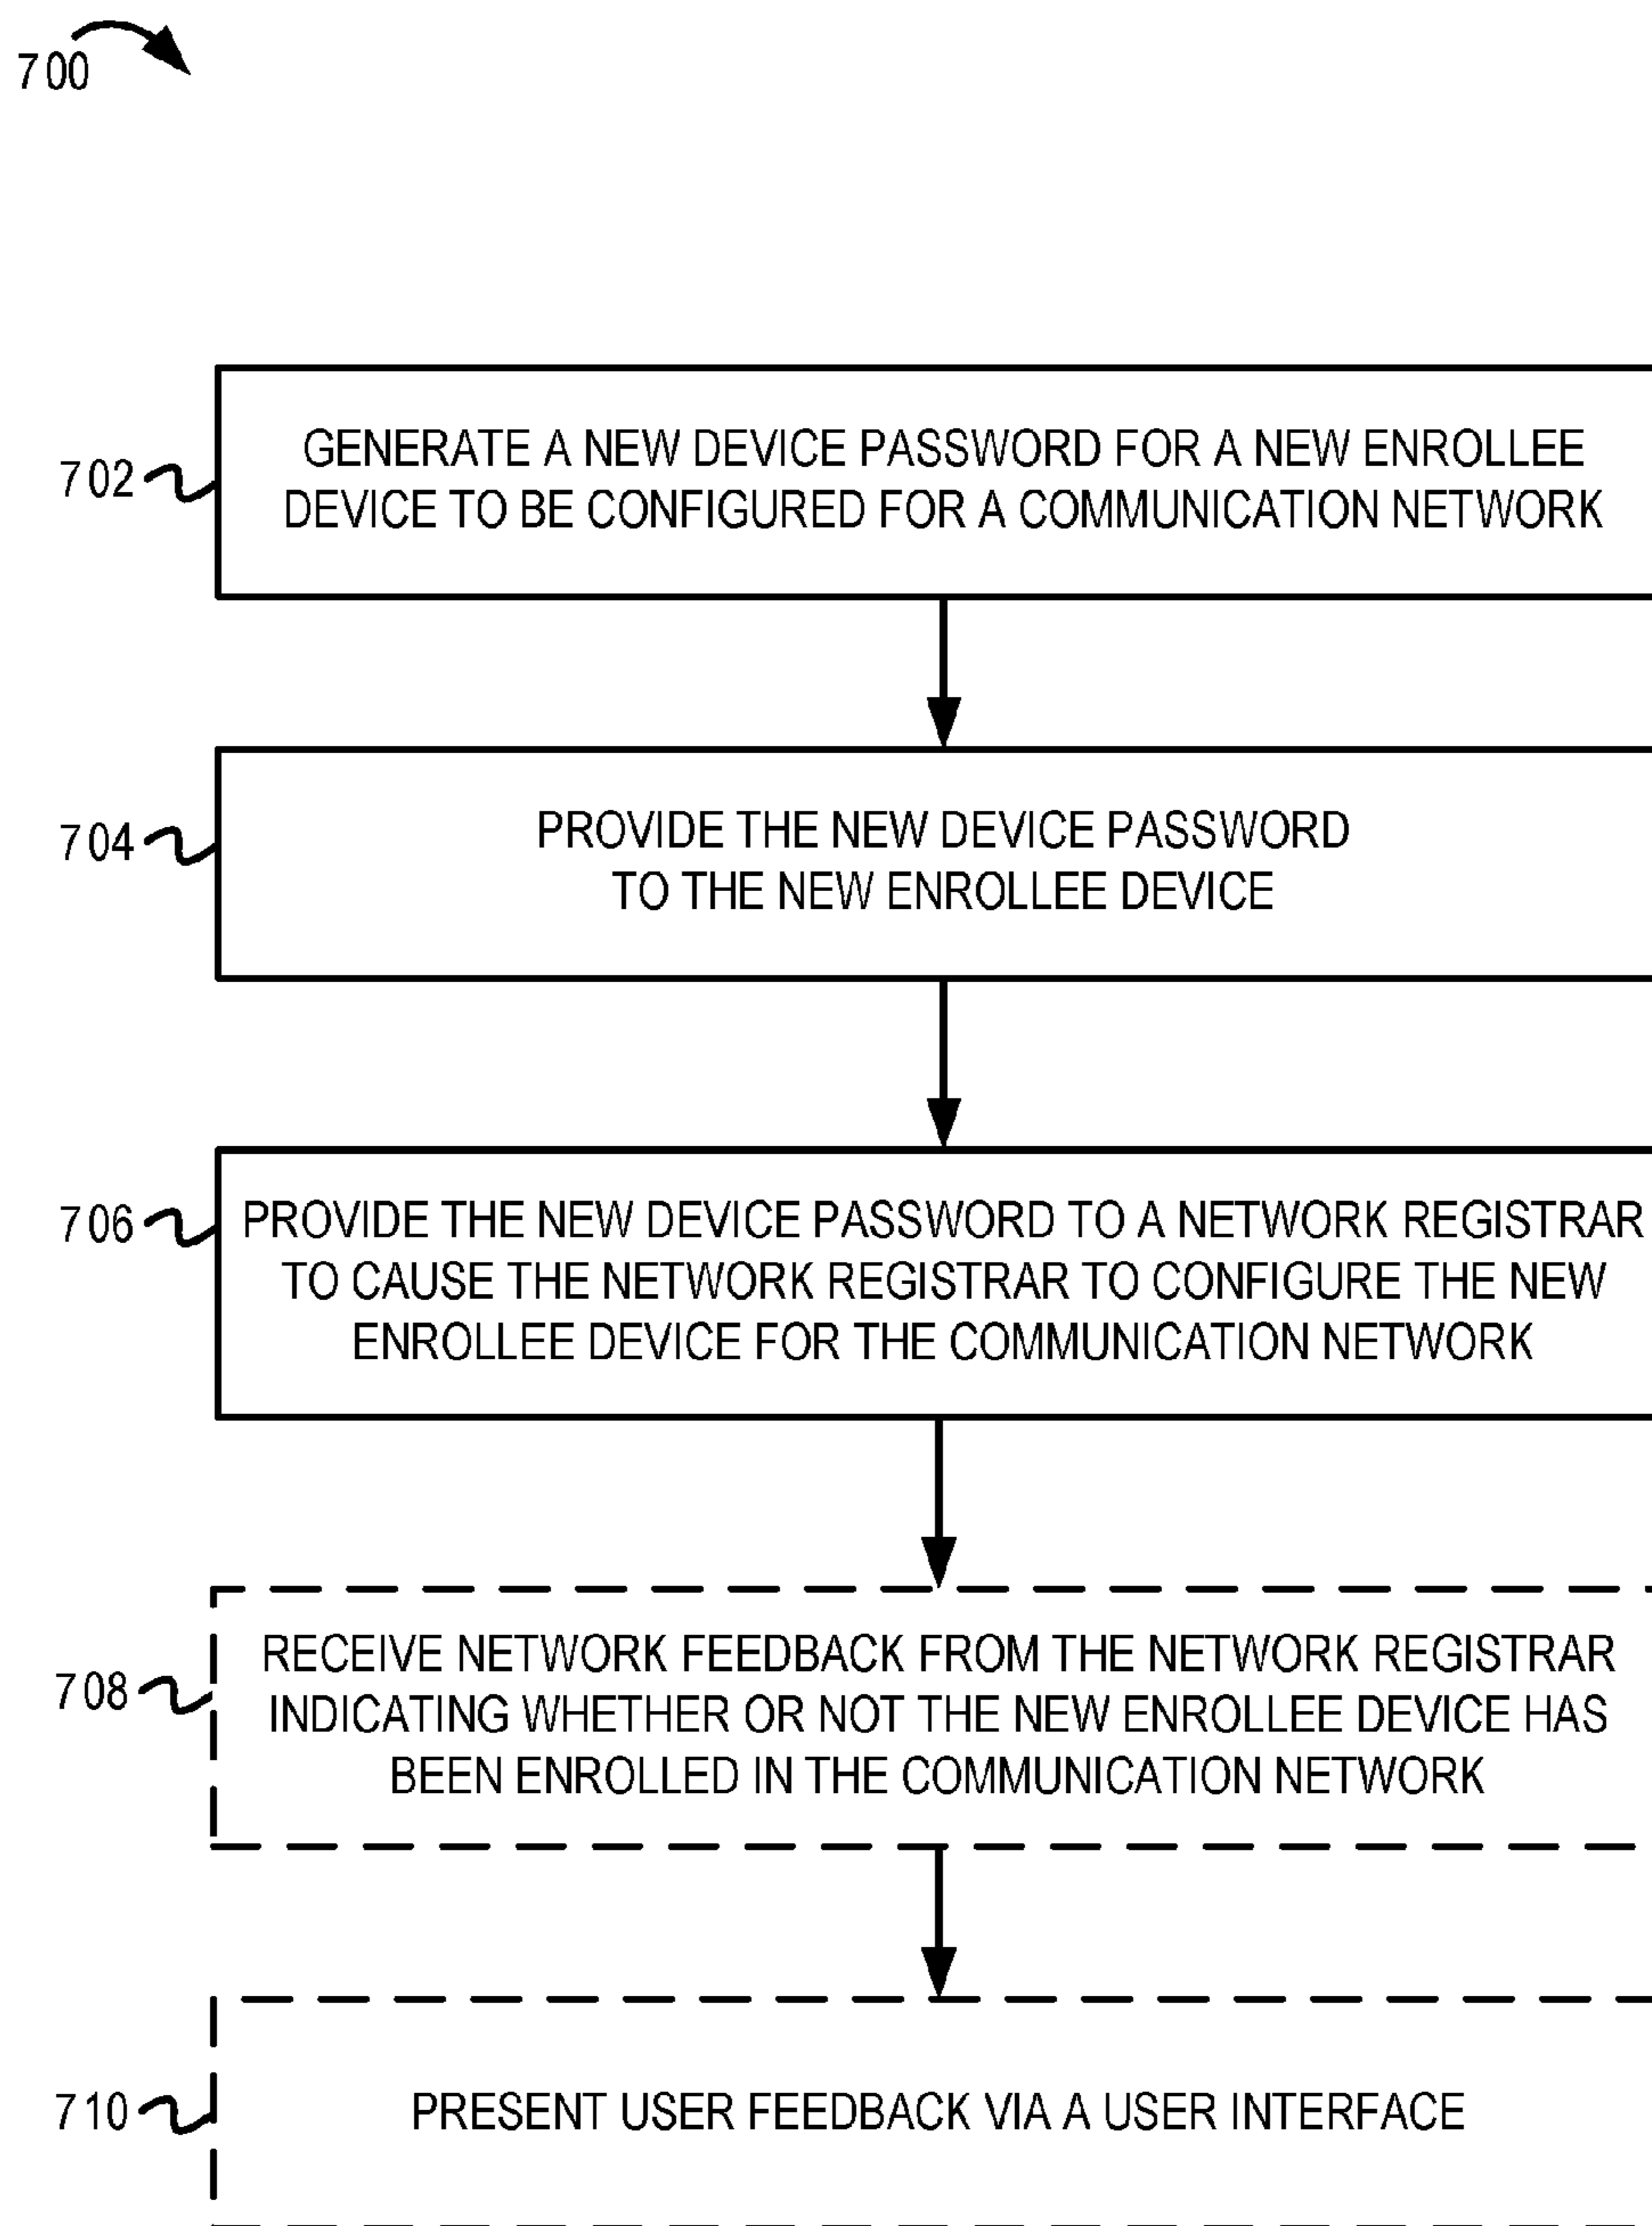 700
702
GENERATE A NEW DEVICE PASSWORD FOR A NEW ENROLLEE
DEVICE TO BE CONFIGURED FOR A COMMUNICATION NETWORK
704
PROVIDE THE NEW DEVICE PASSWORD
TO THE NEW ENROLLEE DEVICE
706
PROVIDE THE NEW DEVICE PASSWORD TO A NETWORK REGISTRAR
TO CAUSE THE NETWORK REGISTRAR TO CONFIGURE THE NEW
ENROLLEE DEVICE FOR THE COMMUNICATION NETWORK
708
RECEIVE NETWORK FEEDBACK FROM THE NETWORK REGISTRAR
INDICATING WHETHER OR NOT THE NEW ENROLLEE DEVICE HAS
BEEN ENROLLED IN THE COMMUNICATION NETWORK
710
PRESENT USER FEEDBACK VIA A USER INTERFACE